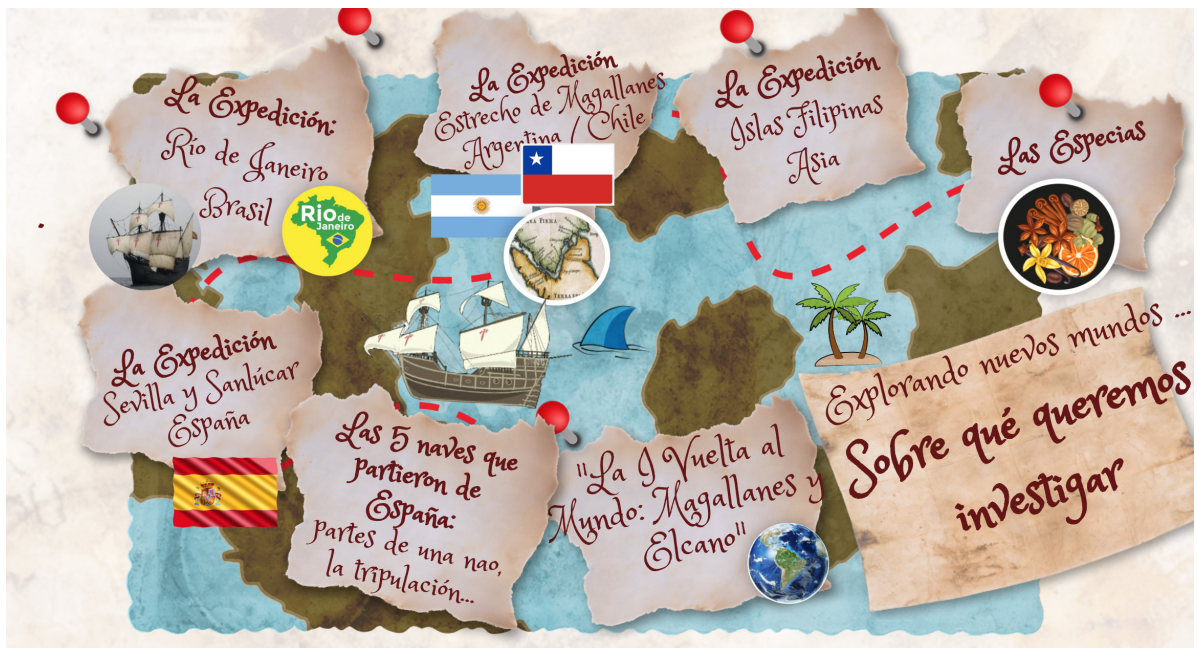 La Expedición:
Río de Janeiro
Brasil
Rio de
Janeiro
La Expedición
Estrecho de Magallanes
Argentina / Chile
La Expedición
Islas Filipinas
Asia
Las Especias
La Expedición
Sevilla y Sanlúcar
España
Las 5 naves que
partieron de
España:
partes de una nao,
la tripulación...
"La I Vuelta al
Mundo: Magallanes y
Elcano"
Explorando nuevos mundos ...
Sobre qué queremos
investigar